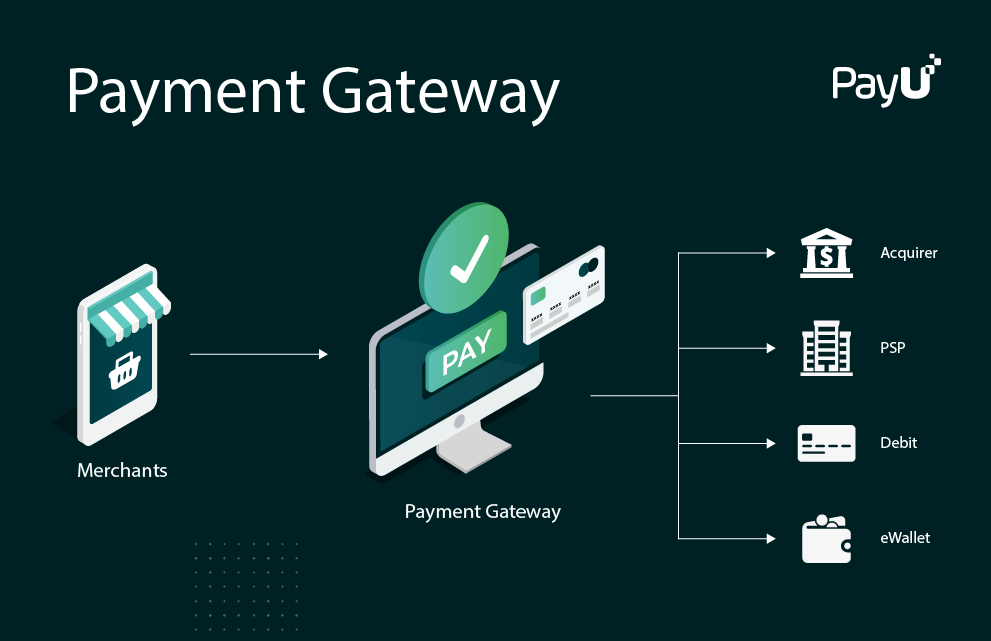 Payment Gateway
PayU
Acquirer
PSP
Debit
eWallet
PAY
xxxx xxxx xxxx xxxx
Merchants
Payment Gateway